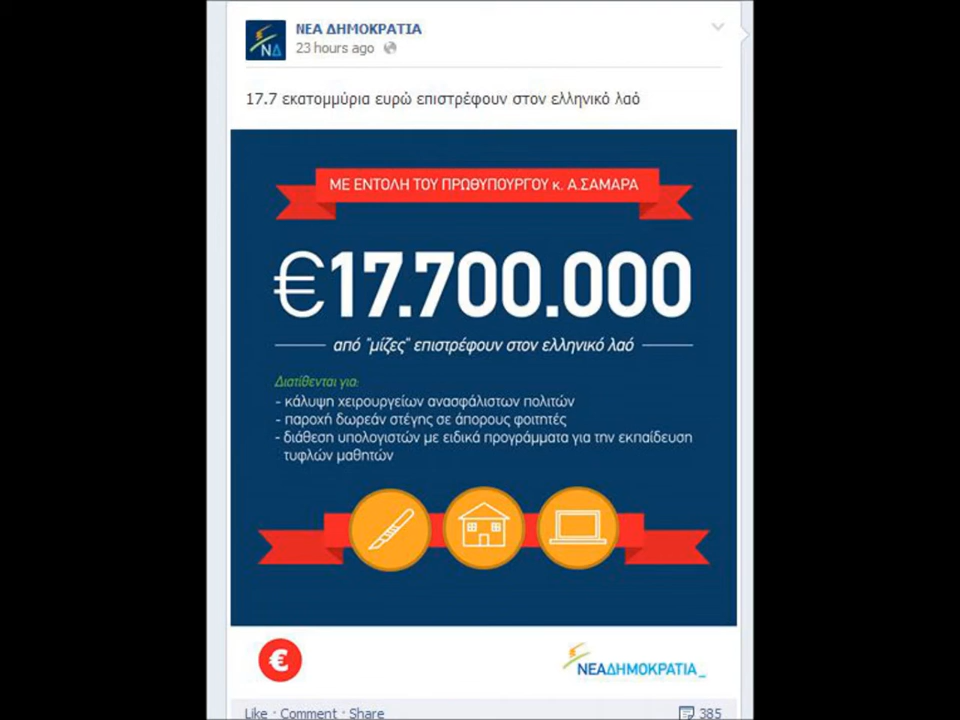 ΝΕΑ ΔΗΜΟΚΡΑΤΙΑ
23 hours ago
ΝΔ
17.7 εκατομμύρια ευρώ επιστρέφουν στον ελληνικό λαό
ΜΕ ΕΝΤΟΛΗ ΤΟΥ ΠΡΩΘΥΠΟΥΡΓΟΥ κ. Α.ΣΑΜΑΡΑ
€17.700.000
από "μίζες" επιστρέφουν στον ελληνικό λαό
Διατίθενται για:
- κάλυψη χειρουργείων ανασφάλιστων πολιτών
- παροχή δωρεάν στέγης σε άπορους φοιτητές
- διάθεση υπολογιστών με ειδικά προγράμματα για την εκπαίδευση
τυφλών μαθητών
€
ΝΕΑΔΗΜΟΚΡΑΤΙΑ_
Like · Comment · Share
385